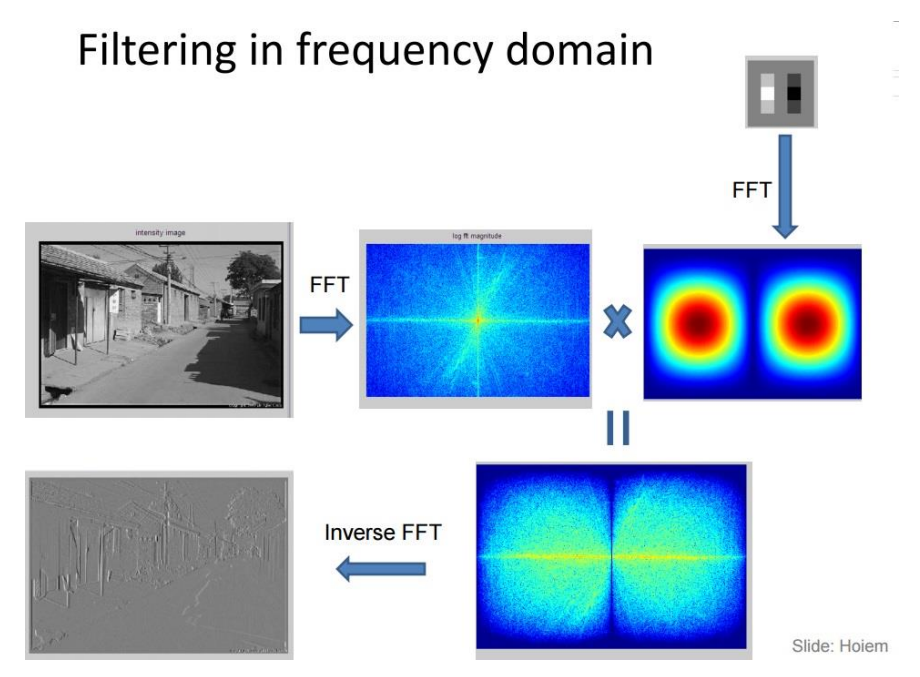 Filtering in frequency domain
FFT
intensity image
log fft magnitude
FFT
Inverse FFT
Slide: Hoiem